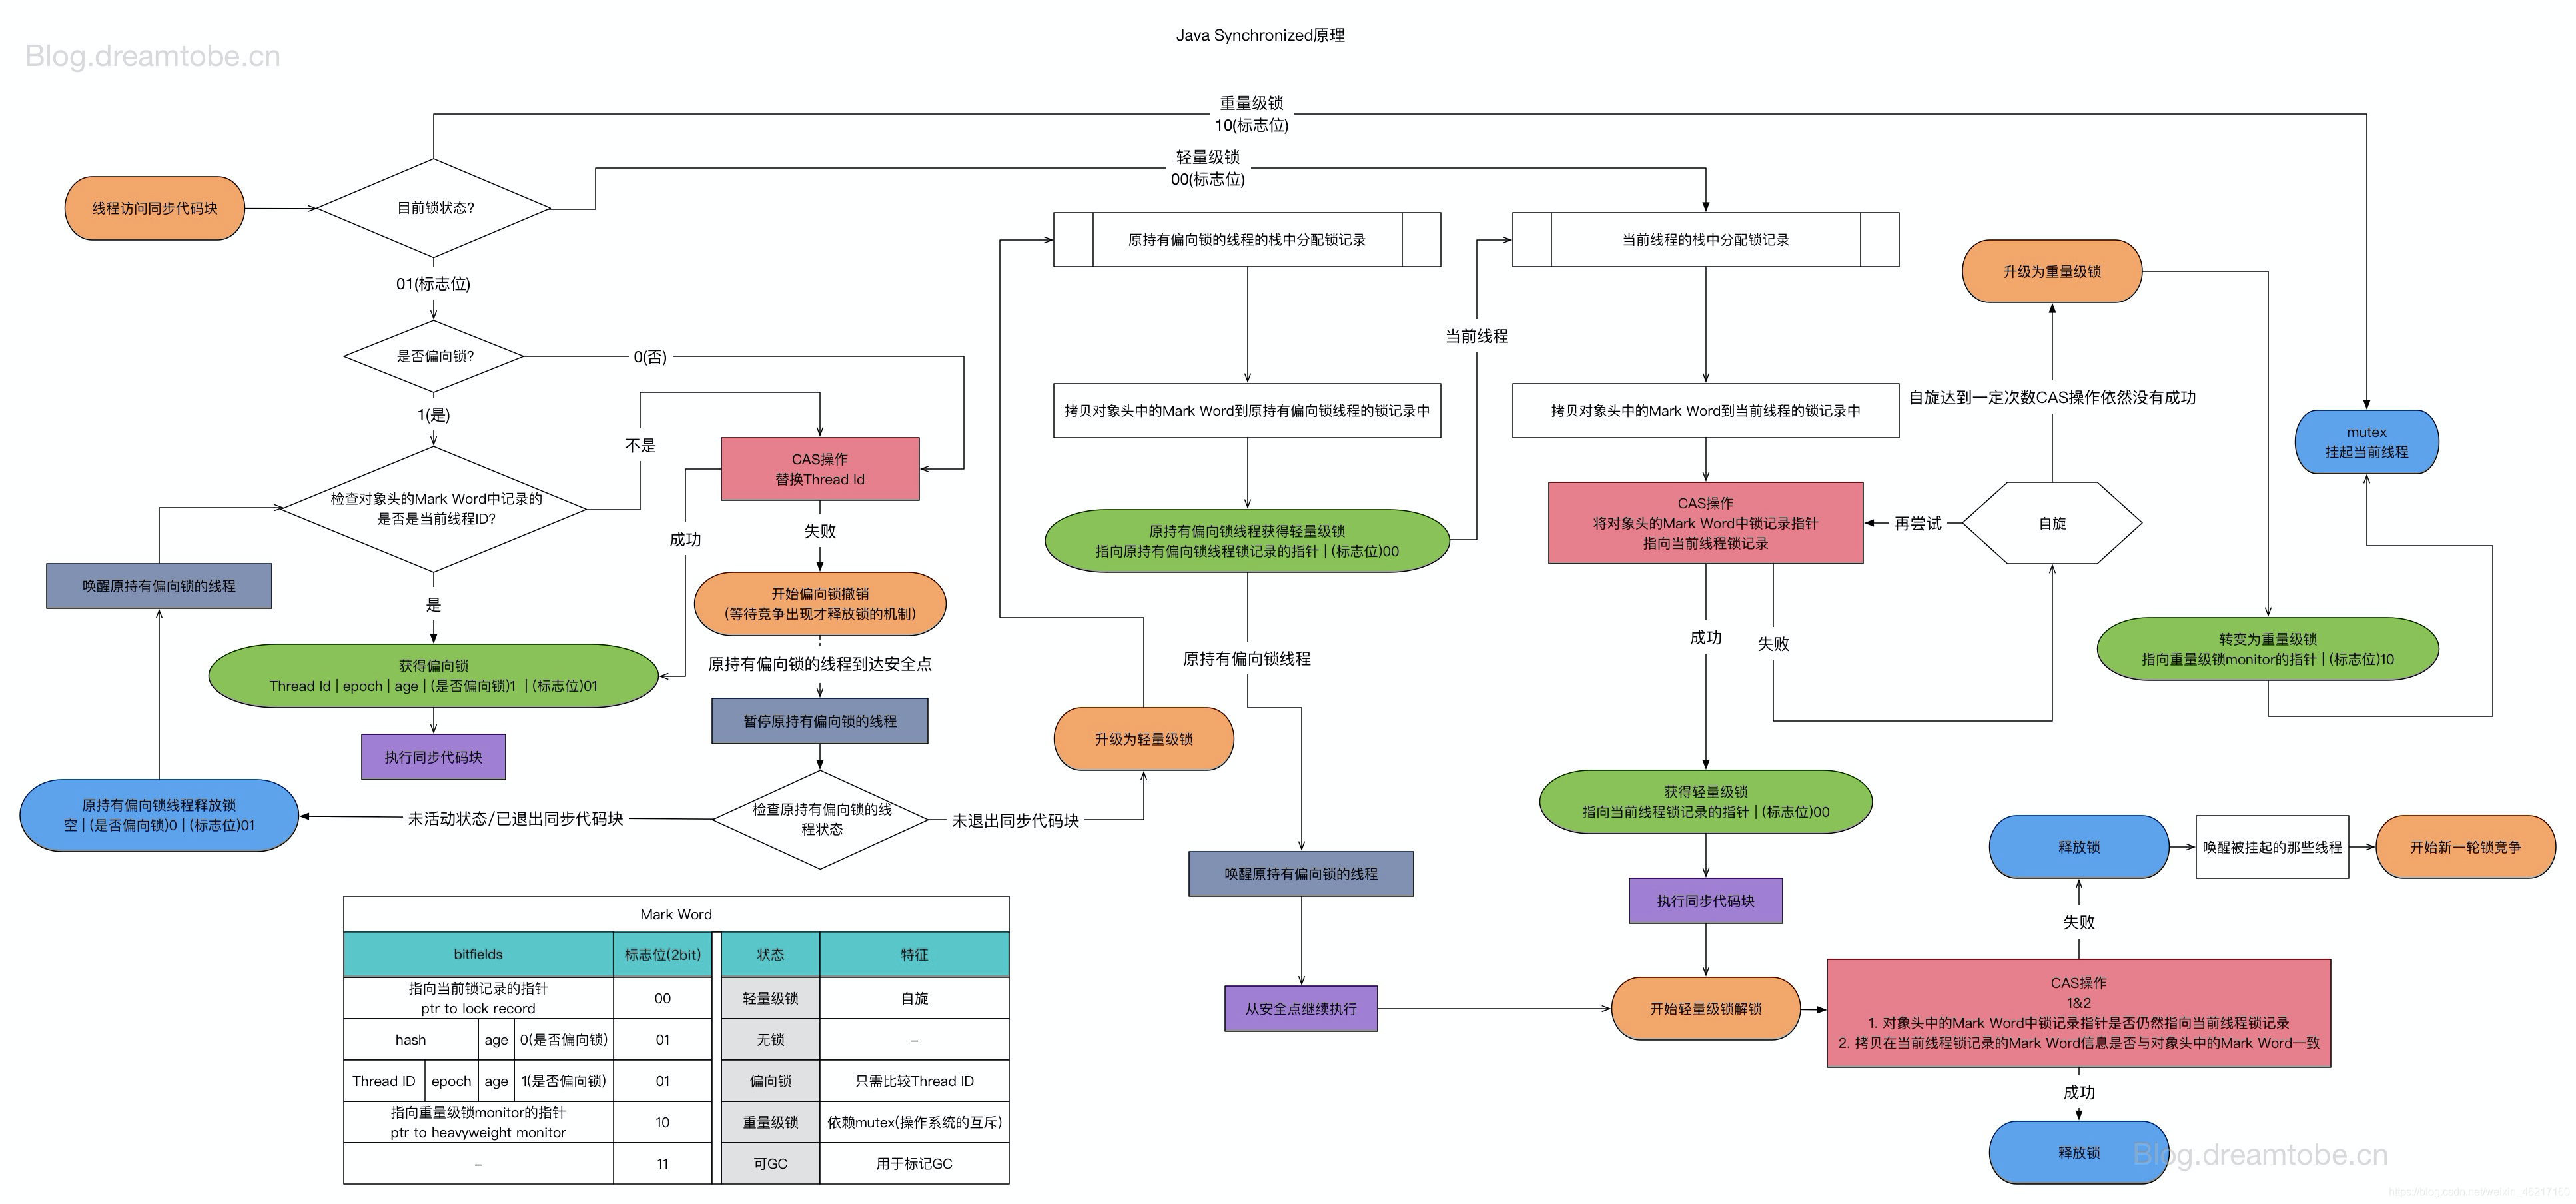 Java Synchronized原理
Blog.dreamtobe.cn
重量级锁
10(标志位)
轻量级锁
00(标志位)
线程访问同步代码块
目前锁状态?
01(标志位)
是否偏向锁?
0(否)
1(是)
不是
检查对象头的Mark Word中记录的
是否是当前线程ID?
是
CAS操作
替换Thread Id
成功
失败
唤醒原持有偏向锁的线程
获得偏向锁
Thread Id | epoch | age | (是否偏向锁)1 | (标志位)01
执行同步代码块
开始偏向锁撤销
(等待竞争出现才释放锁的机制)
原持有偏向锁的线程到达安全点
暂停原持有偏向锁的线程
检查原持有偏向锁的线
程状态
未活动状态/已退出同步代码块
原持有偏向锁线程释放锁
空 | (是否偏向锁)0 | (标志位)01
未退出同步代码块
升级为轻量级锁
原持有偏向锁的线程的栈中分配锁记录
拷贝对象头中的Mark Word到原持有偏向锁线程的锁记录中
原持有偏向锁线程获得轻量级锁
指向原持有偏向锁线程锁记录的指针 | (标志位)00
当前线程
原持有偏向锁线程
唤醒原持有偏向锁的线程
从安全点继续执行
当前线程的栈中分配锁记录
拷贝对象头中的Mark Word到当前线程的锁记录中
CAS操作
将对象头的Mark Word中锁记录指针
指向当前线程锁记录
再尝试
自旋
自旋达到一定次数CAS操作依然没有成功
升级为重量级锁
mutex
挂起当前线程
转变为重量级锁
指向重量级锁monitor的指针 | (标志位)10
成功
失败
获得轻量级锁
指向当前线程锁记录的指针 | (标志位)00
执行同步代码块
开始轻量级锁解锁
CAS操作
1&2
1. 对象头中的Mark Word中锁记录指针是否仍然指向当前线程锁记录
2. 拷贝在当前线程锁记录的Mark Word信息是否与对象头中的Mark Word一致
失败
释放锁
唤醒被挂起的那些线程
开始新一轮锁竞争
成功
释放锁
Mark Word
bitfields 标志位(2bit) 状态 特征
指向当前锁记录的指针
ptr to lock record 00 轻量级锁 自旋
hash age 0(是否偏向锁) 01 无锁 –
Thread ID epoch age 1(是否偏向锁) 01 偏向锁 只需比较Thread ID
指向重量级锁monitor的指针
ptr to heavyweight monitor 10 重量级锁 依赖mutex(操作系统的互斥)
– 11 可GC 用于标记GC
Blog.dreamtobe.cn